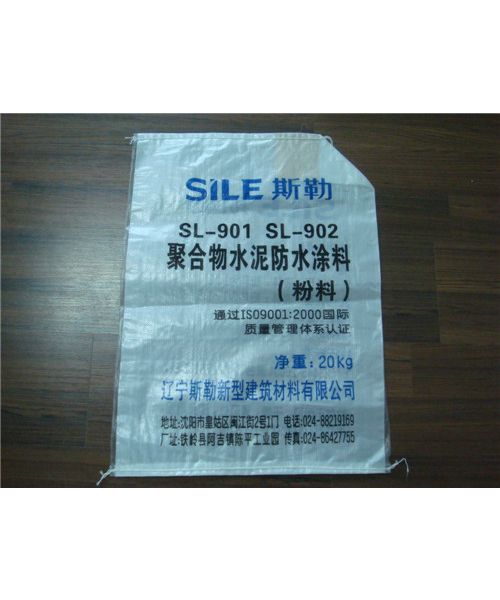 SILE 斯勒
SL-901 SL-902
聚合物水泥防水涂料
(粉料)
通过ISO9001:2000国际
质量管理体系认证
净重:20kg
辽宁斯勒新型建筑材料有限公司
地址:沈阳市皇姑区闽江街2号1门 电话:024-88219169
厂址:铁岭县阿吉镇陈平工业园 传真:024-86427755